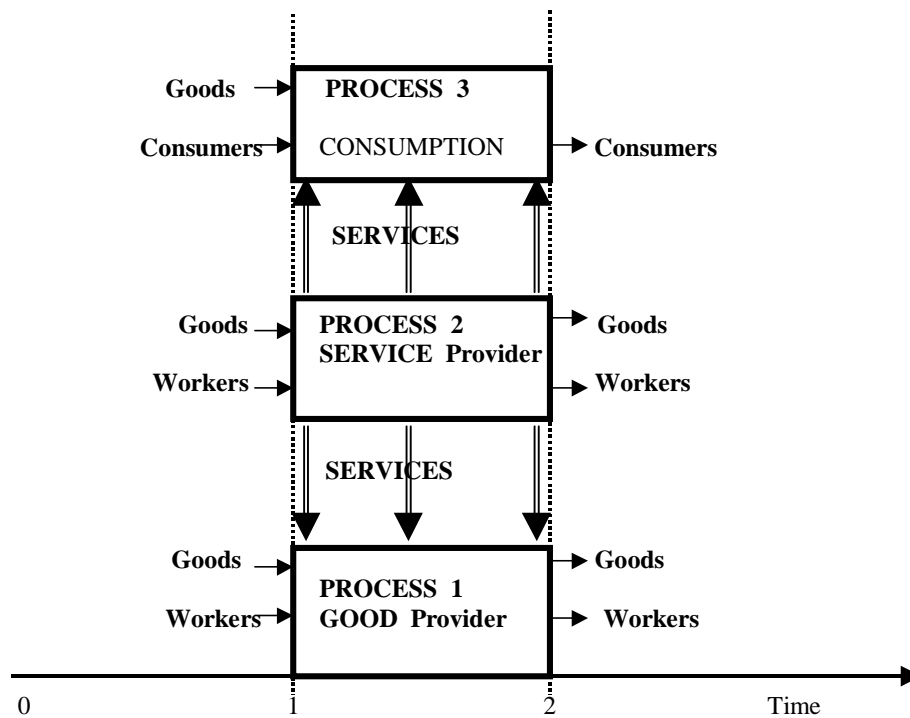 Goods
PROCESS 3
Consumers
CONSUMPTION
Consumers
SERVICES
Goods
PROCESS 2
Goods
SERVICE Provider
Workers
Workers
SERVICES
Goods
Goods
PROCESS 1
Workers
GOOD Provider
Workers
0
1
2
Time